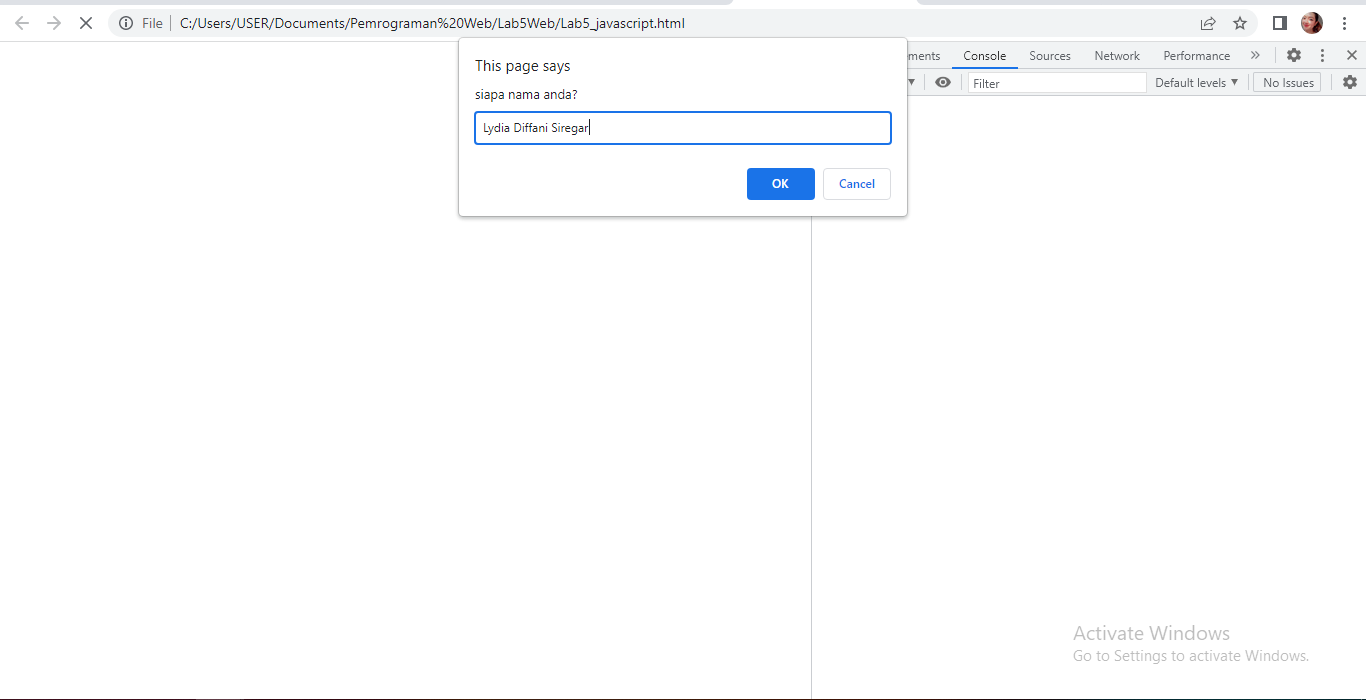 File C:/Users/USER/Documents/Pemrograman%20Web/Lab5Web/Lab5_javascript.html
This page says
siapa nama anda?
Lydia Diffani Siregar
OK Cancel
ments Console Sources Network Performance »
Filter Default levels ▼ No Issues
Activate Windows
Go to Settings to activate Windows.